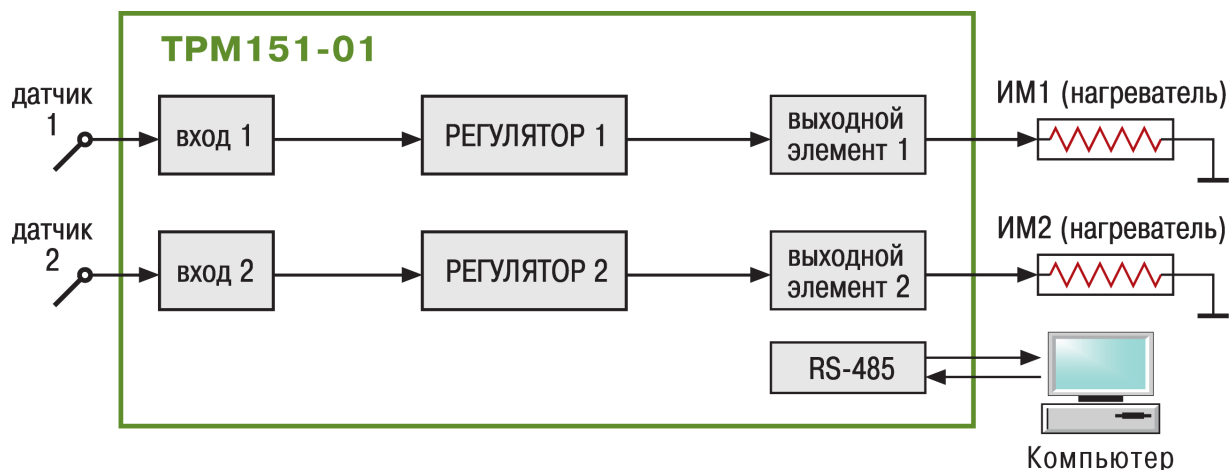 ТРМ151-01
датчик
1
вход 1
РЕГУЛЯТОР 1
выходной
элемент 1
ИМ1 (нагреватель)
датчик
2
вход 2
РЕГУЛЯТОР 2
выходной
элемент 2
ИМ2 (нагреватель)
RS-485
Компьютер